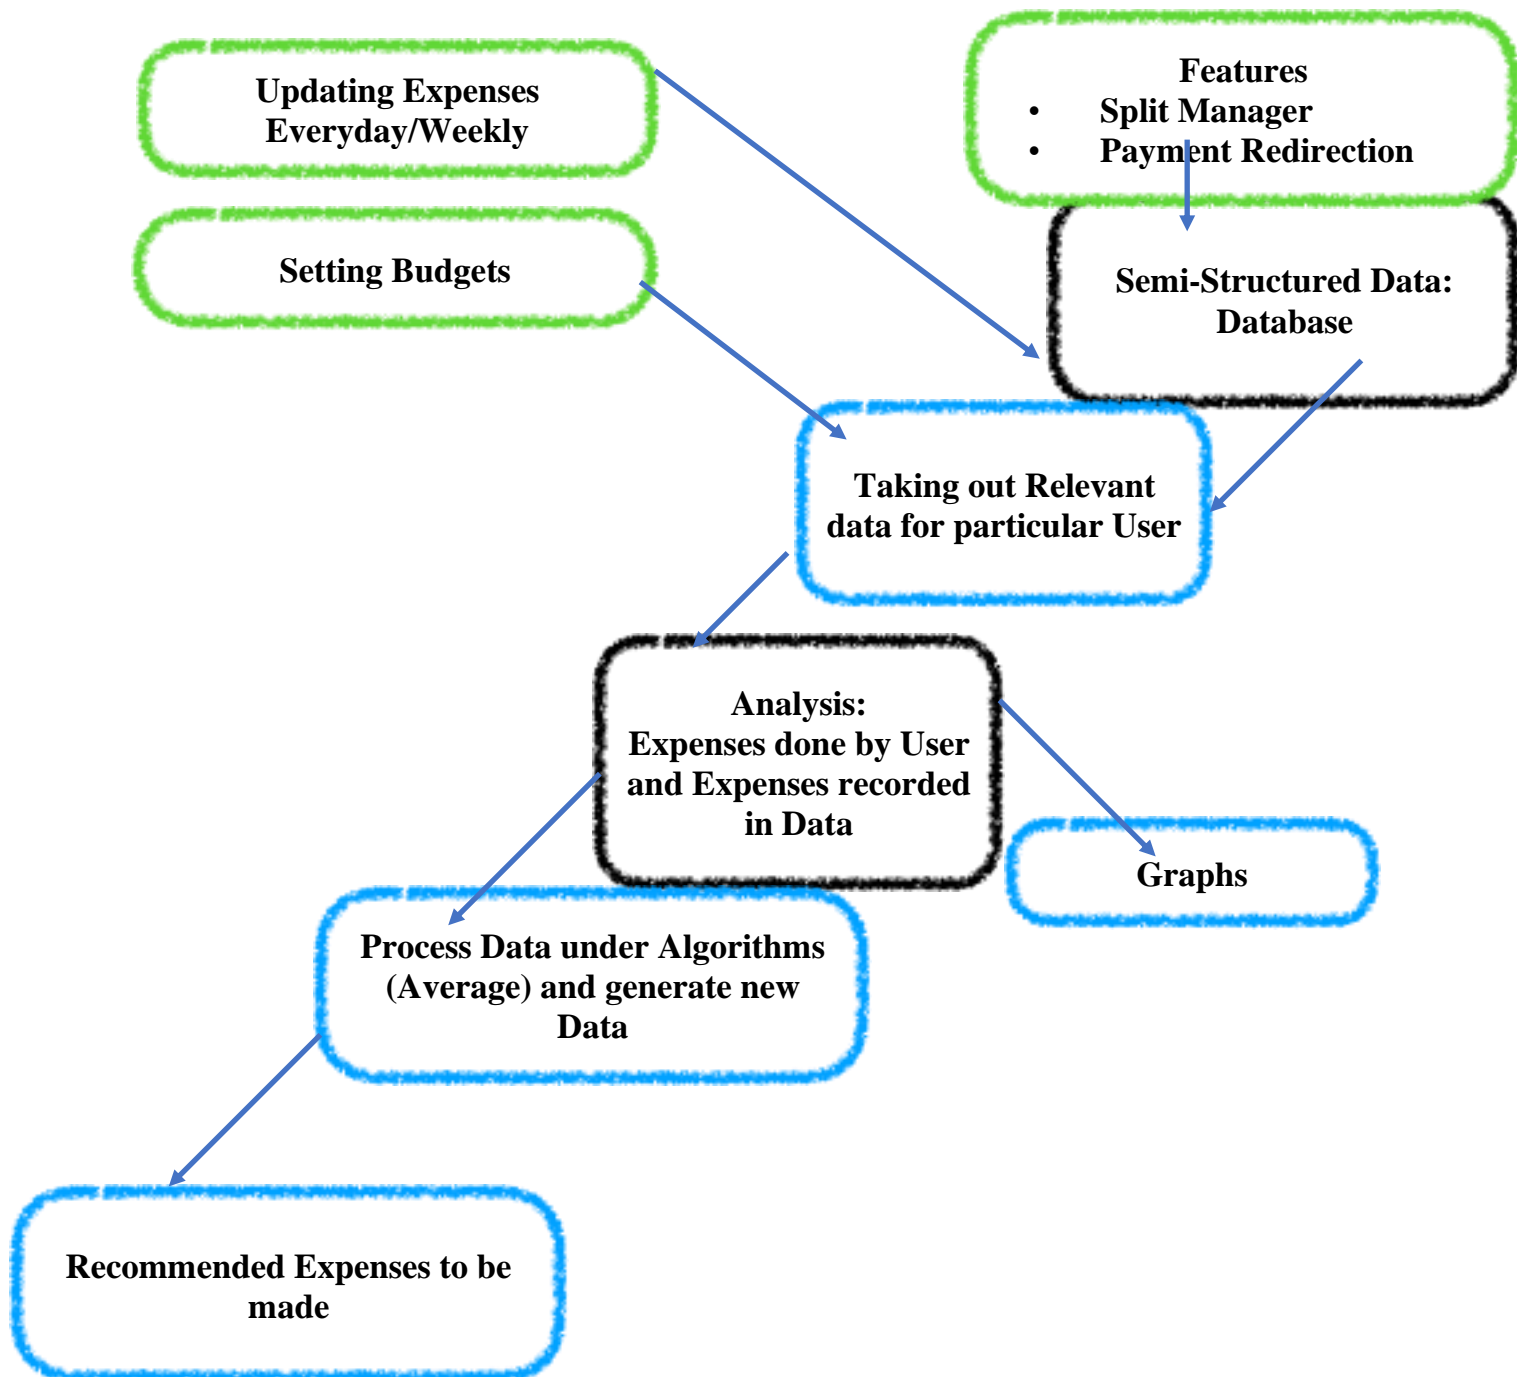 Updating Expenses
Everyday/Weekly
Features
• Split Manager
• Payment Redirection
Setting Budgets
Semi-Structured Data:
Database
Taking out Relevant
data for particular User
Analysis:
Expenses done by User
and Expenses recorded
in Data
Graphs
Process Data under Algorithms
(Average) and generate new
Data
Recommended Expenses to be
made